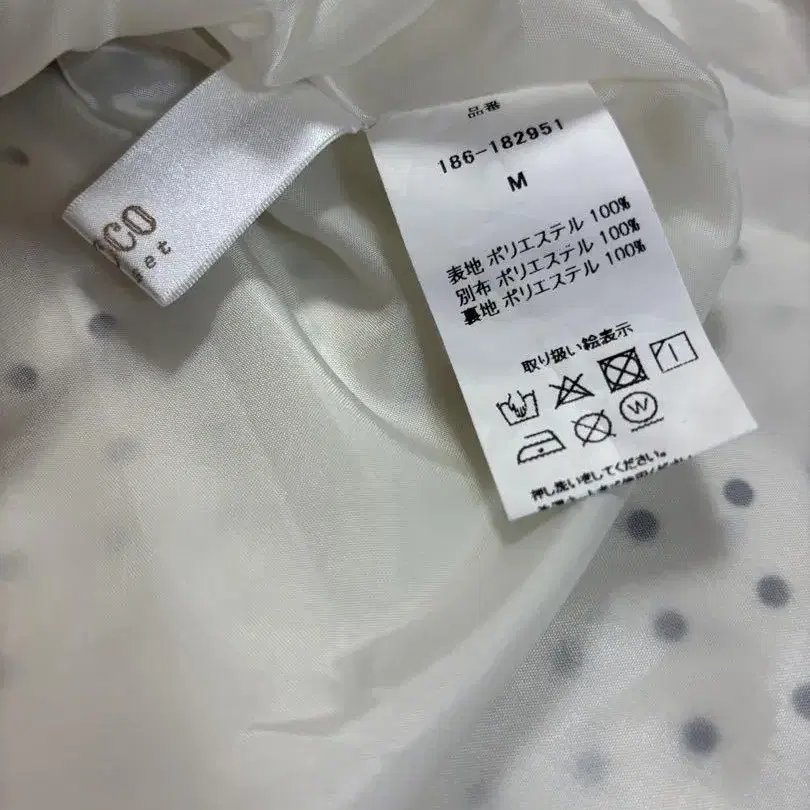 CO
set
品番
186-182951
M
表地 ポリエステル 100%
別布 ポリエステル 100%
裏地 ポリエステル 100%
取り扱い絵表示
W
押し洗いをしてください。